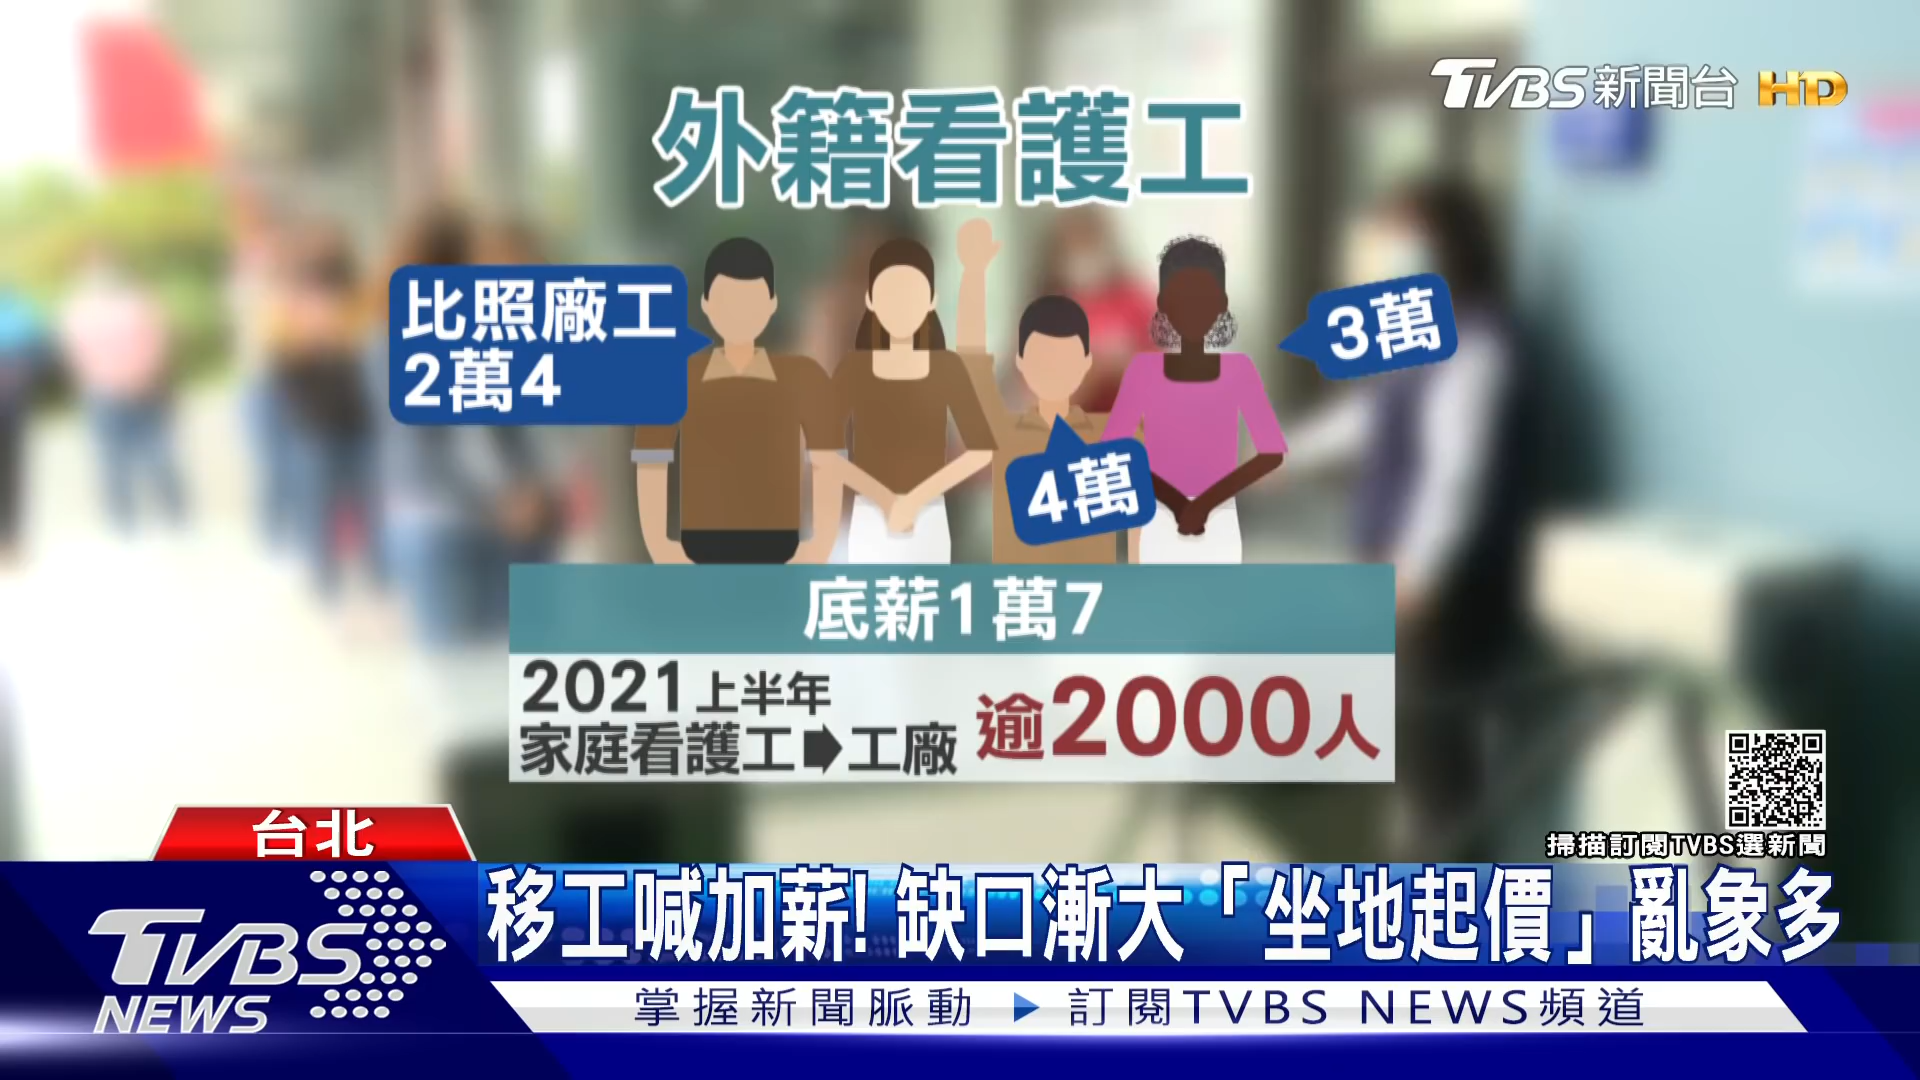 TVBS新聞台 HD
外籍看護工
比照廠工
2萬4
3萬
4萬
底薪1萬7
2021上半年
家庭看護工➡工廠 逾2000人
掃描訂閱TVBS選新聞
台北
移工喊加薪! 缺口漸大「坐地起價」亂象多
TVBS
NEWS
掌握新聞脈動 ▶ 訂閱TVBS NEWS頻道